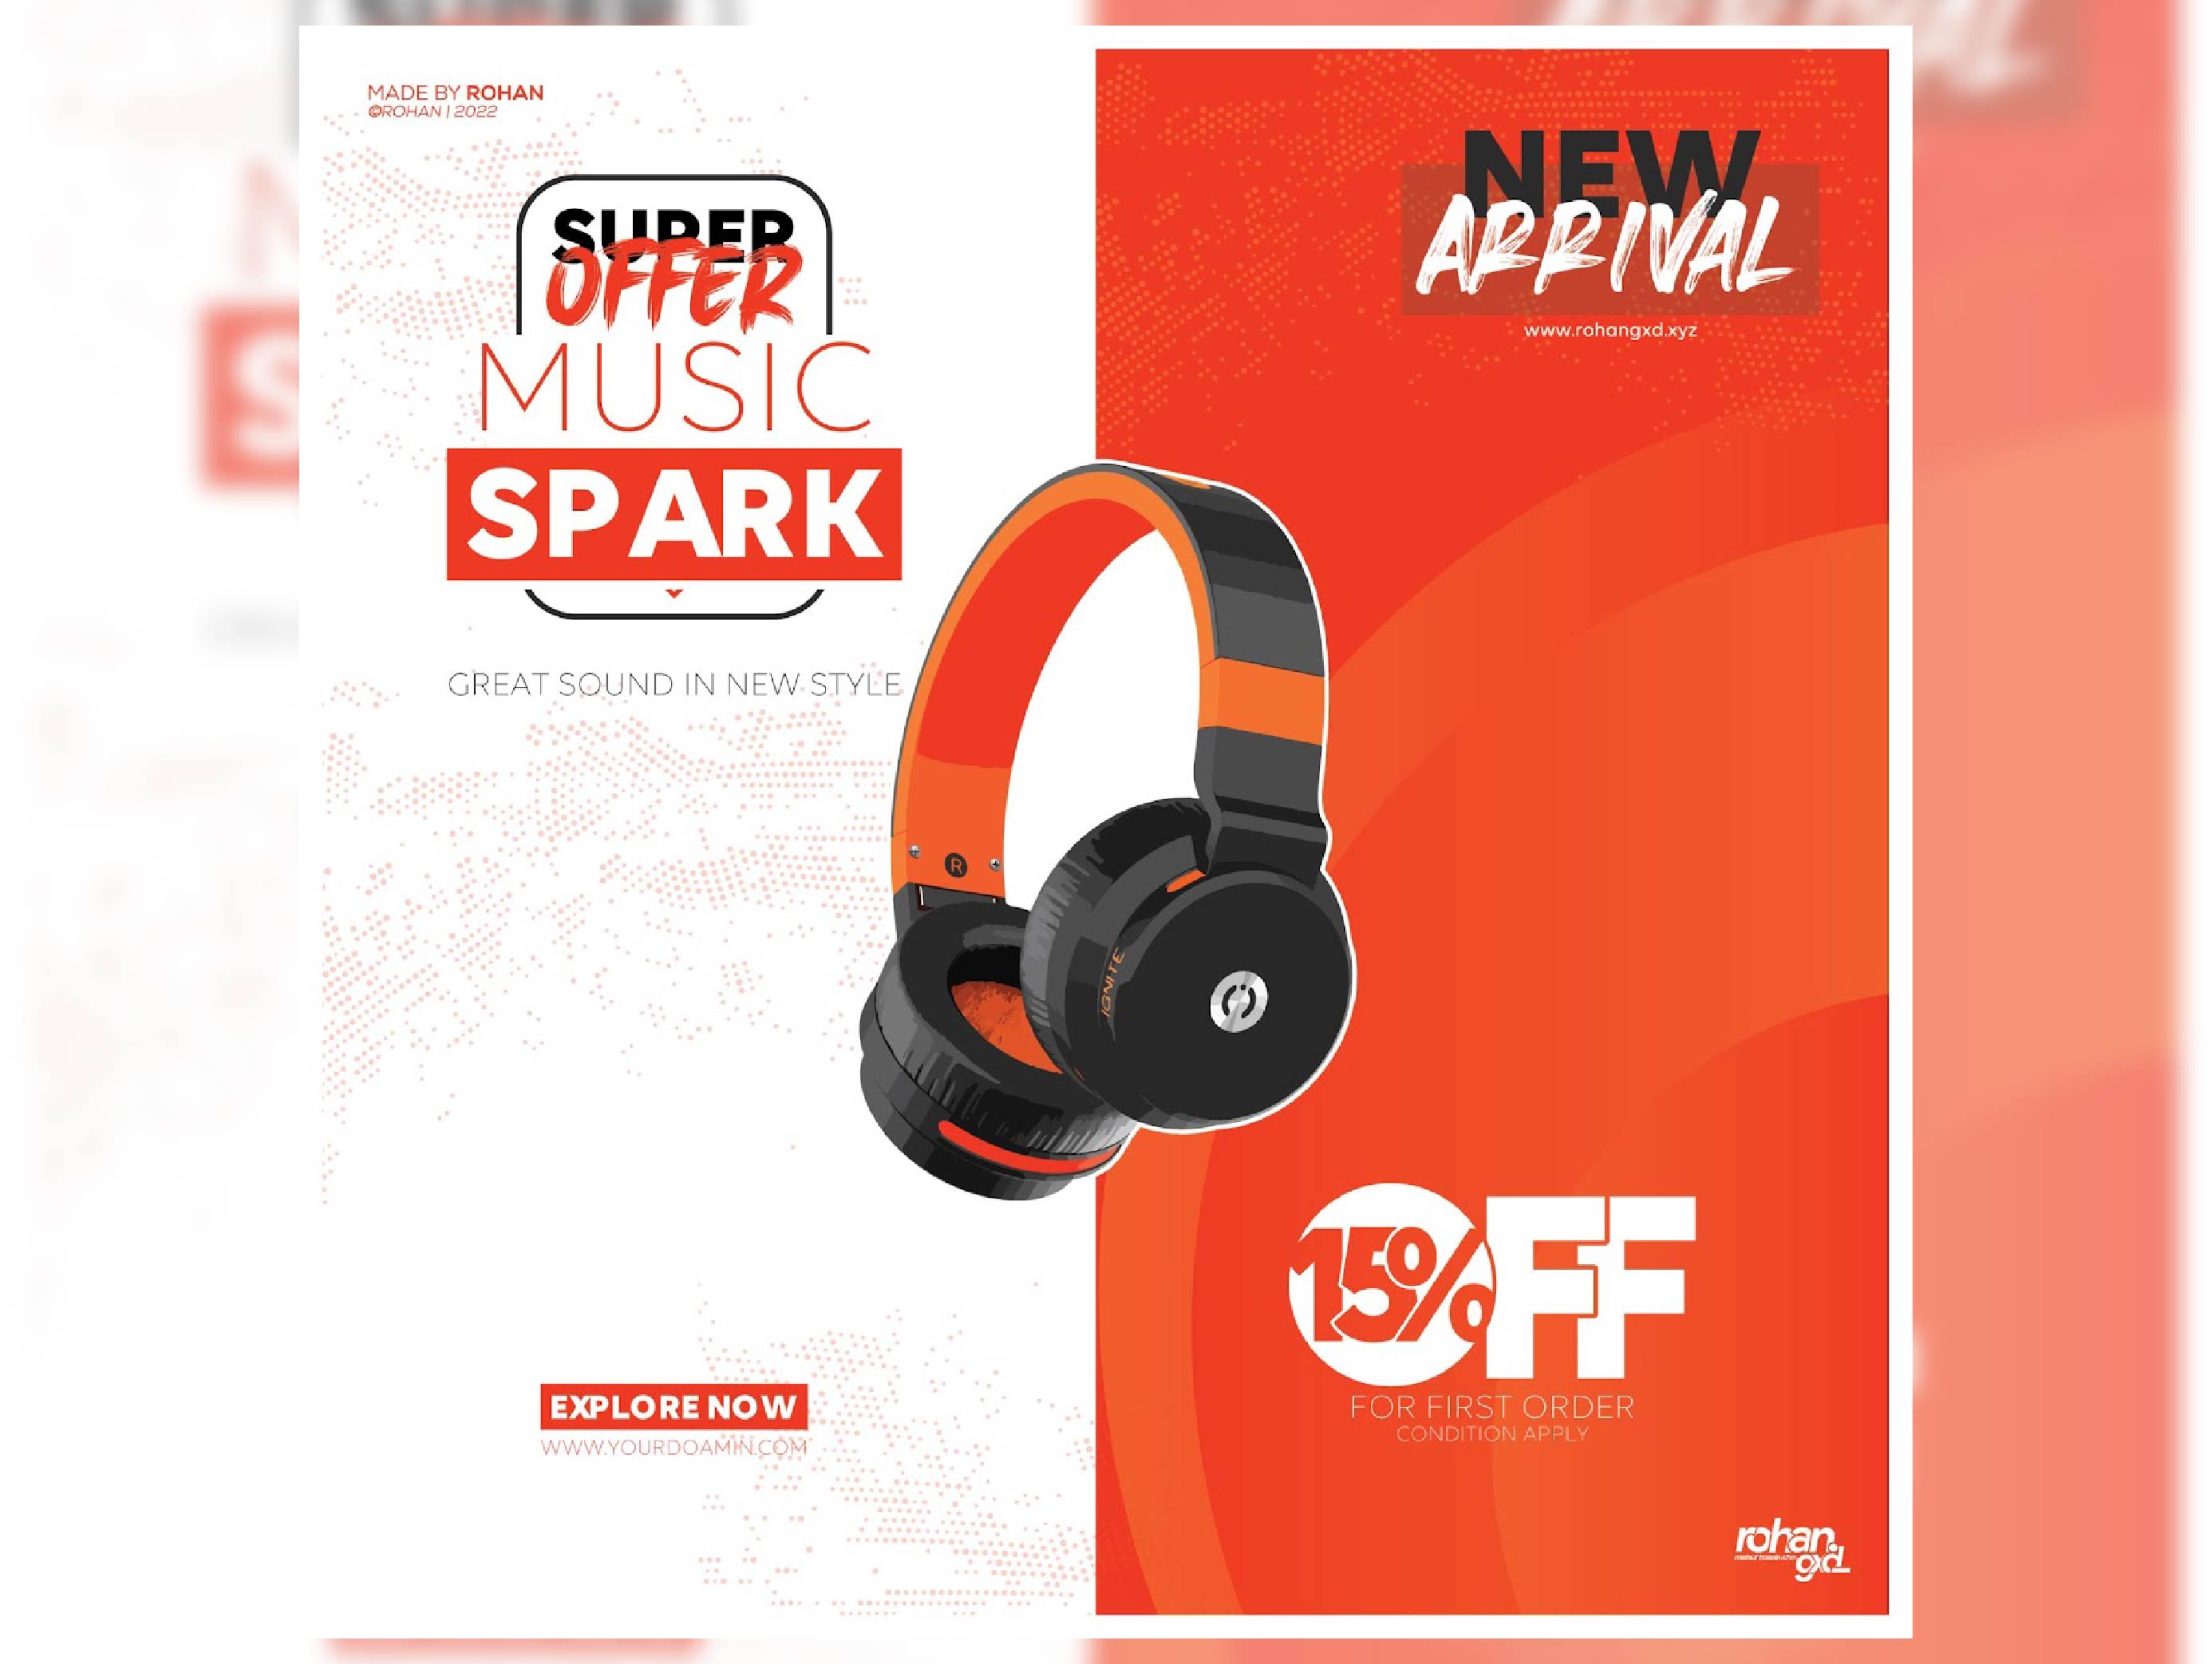 MADE BY ROHAN
©ROHAN | 2022
SUPER
OFFER
MUSIC
SPARK
GREAT SOUND IN NEW STYLE
EXPLORE NOW
WWW.YOURDOAMIN.COM
NEW
ARRIVAL
www.rohangxd.xyz
R
IGNITE
15% OFF
FOR FIRST ORDER
CONDITION APPLY
rohan
gxd